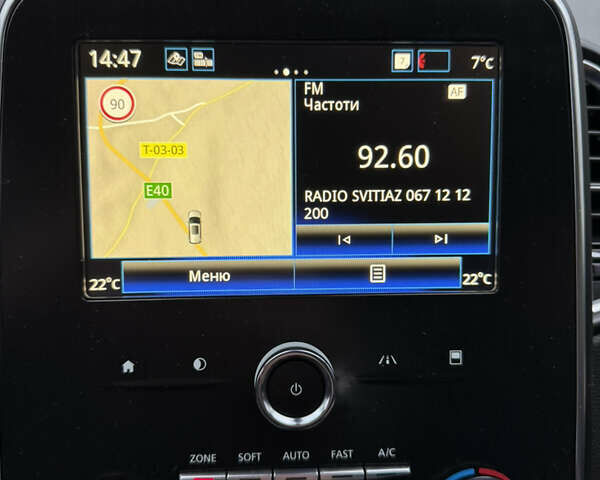 14:47
7
7°C
90
T-03-03
E40
FM
AF
Частоти
92.60
RADIO SVITIAZ 067 12 12
200
22°C
Меню
22°C
ZONE SOFT AUTO FAST A/C